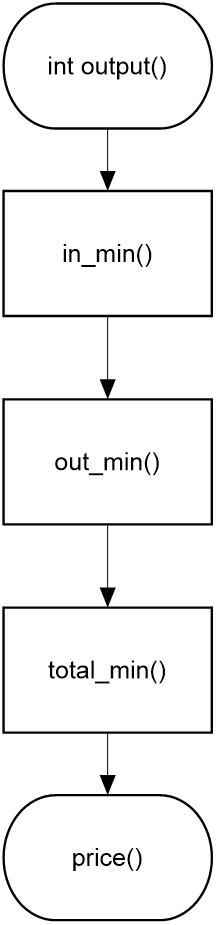 int output()
in_min()
out_min()
total_min()
price()